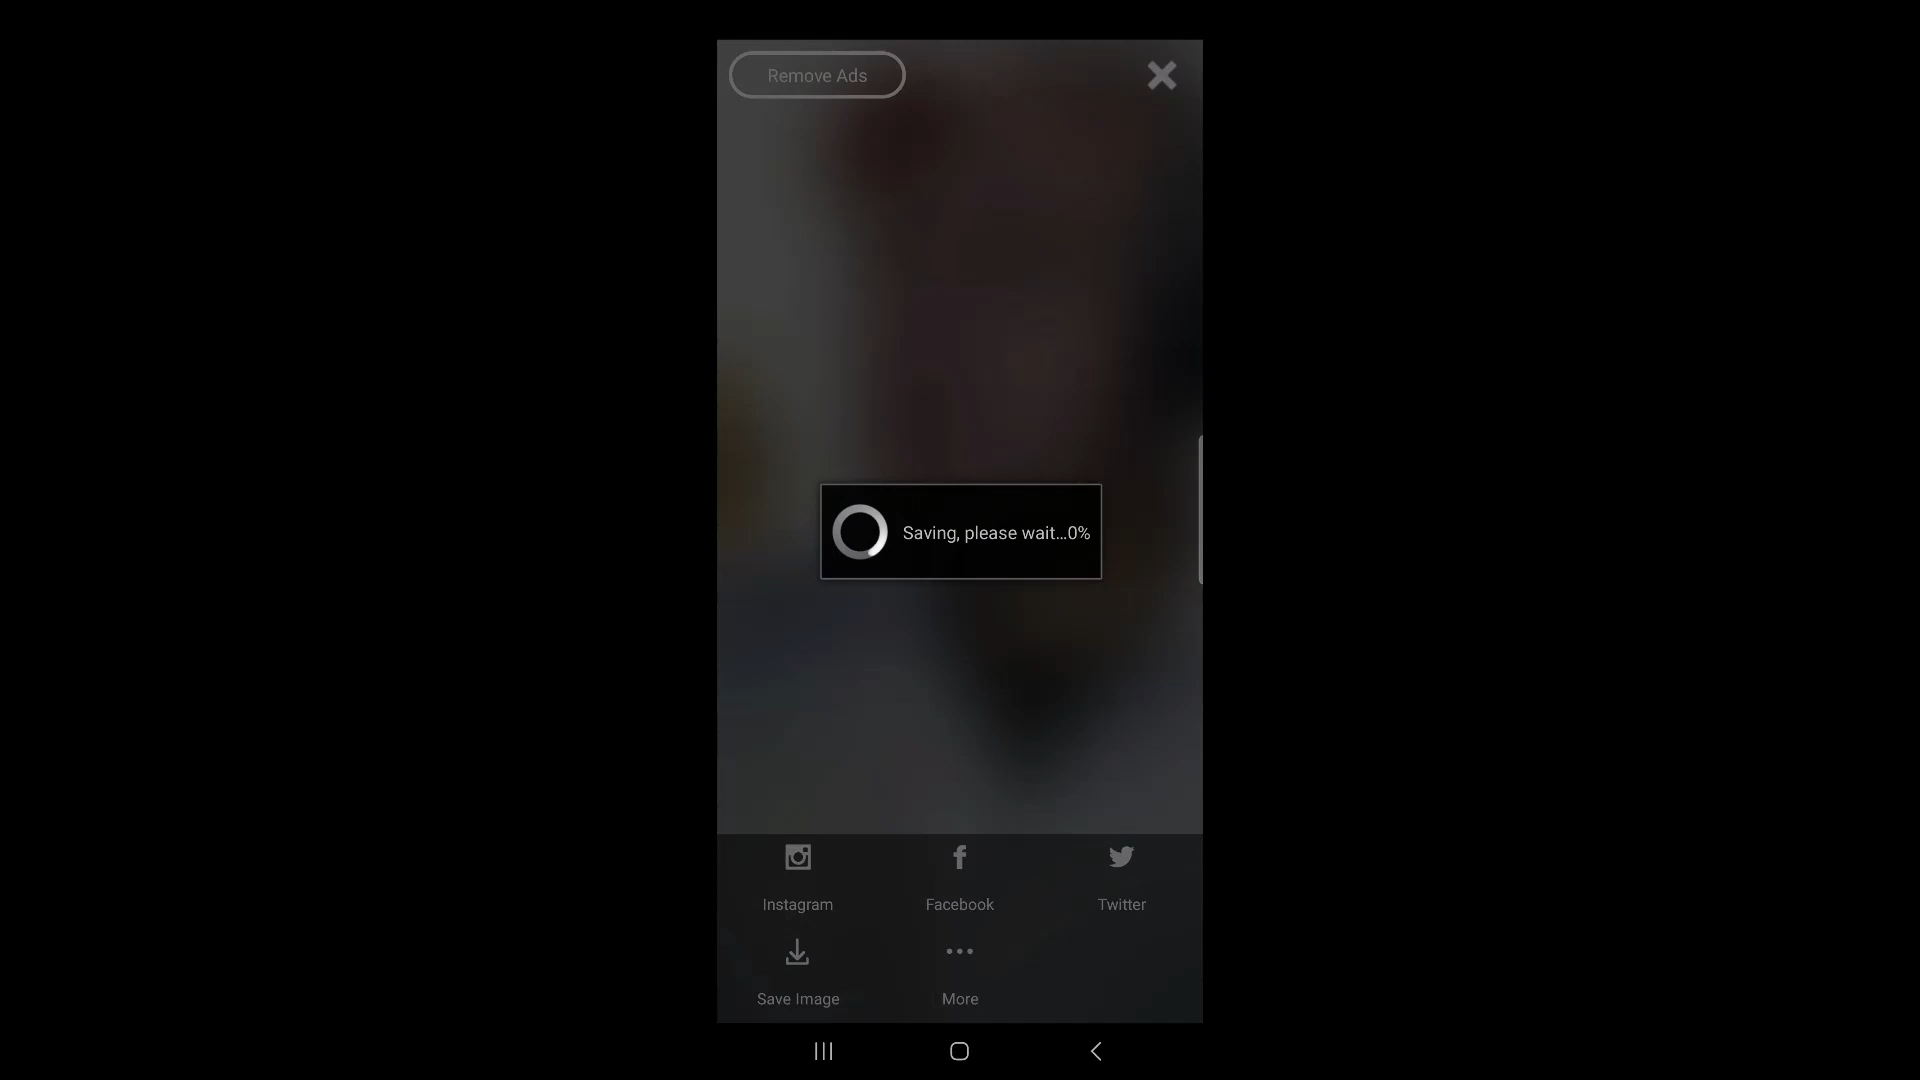 Remove Ads
Saving, please wait...0%
Instagram
Facebook
Twitter
Save Image
More